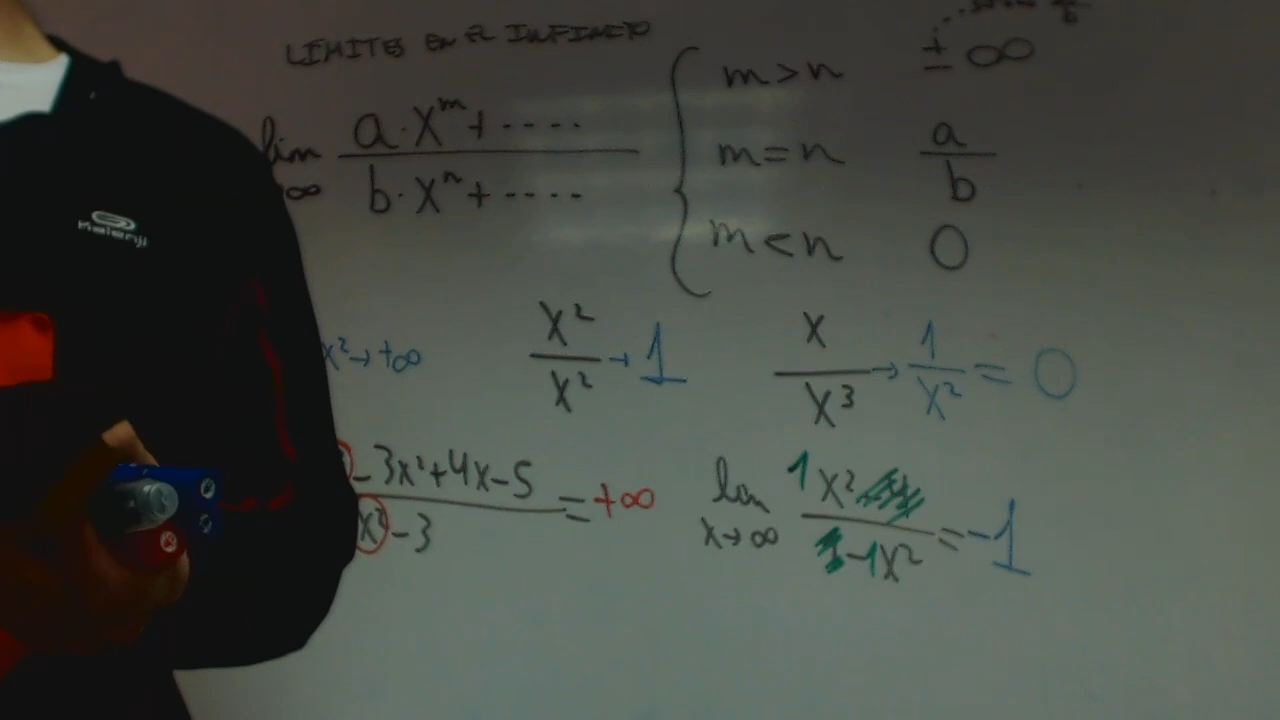 LÍMITES EN EL INFINITO
lim a·x^m + ····· / b·x^n + ·····
∞
m > n ± ∞
m = n a/b
m < n 0
Kalenji
x² → +∞
x²/x² → 1
x/x³ → 1/x² = 0
- 3x² + 4x - 5 / x² - 3 = +∞
lim x→∞ 1x² / -1x² = -1